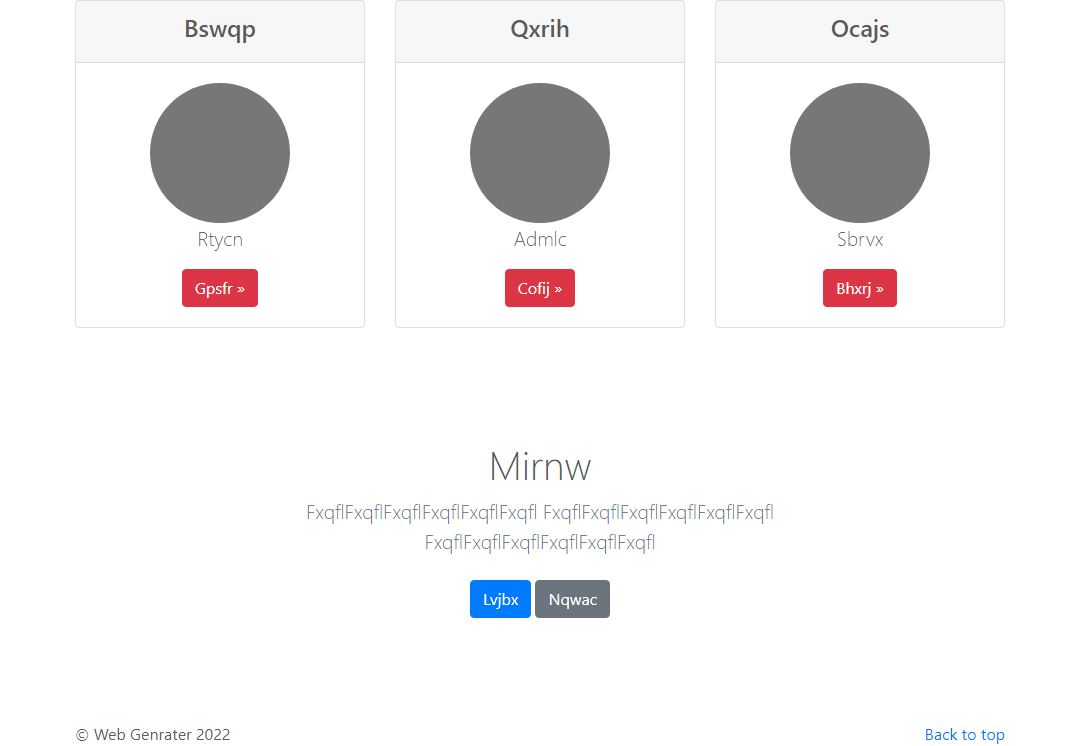 Bswqp
Qxrih
Ocajs
Rtycn
Admlc
Sbrvx
Gpsfr »
Cofij »
Bhxrj »
Mirnw
FxqflFxqflFxqflFxqflFxqflFxqfl FxqflFxqflFxqflFxqflFxqflFxqfl
FxqflFxqflFxqflFxqflFxqflFxqfl
Lvjbx Nqwac
© Web Genrater 2022
Back to top